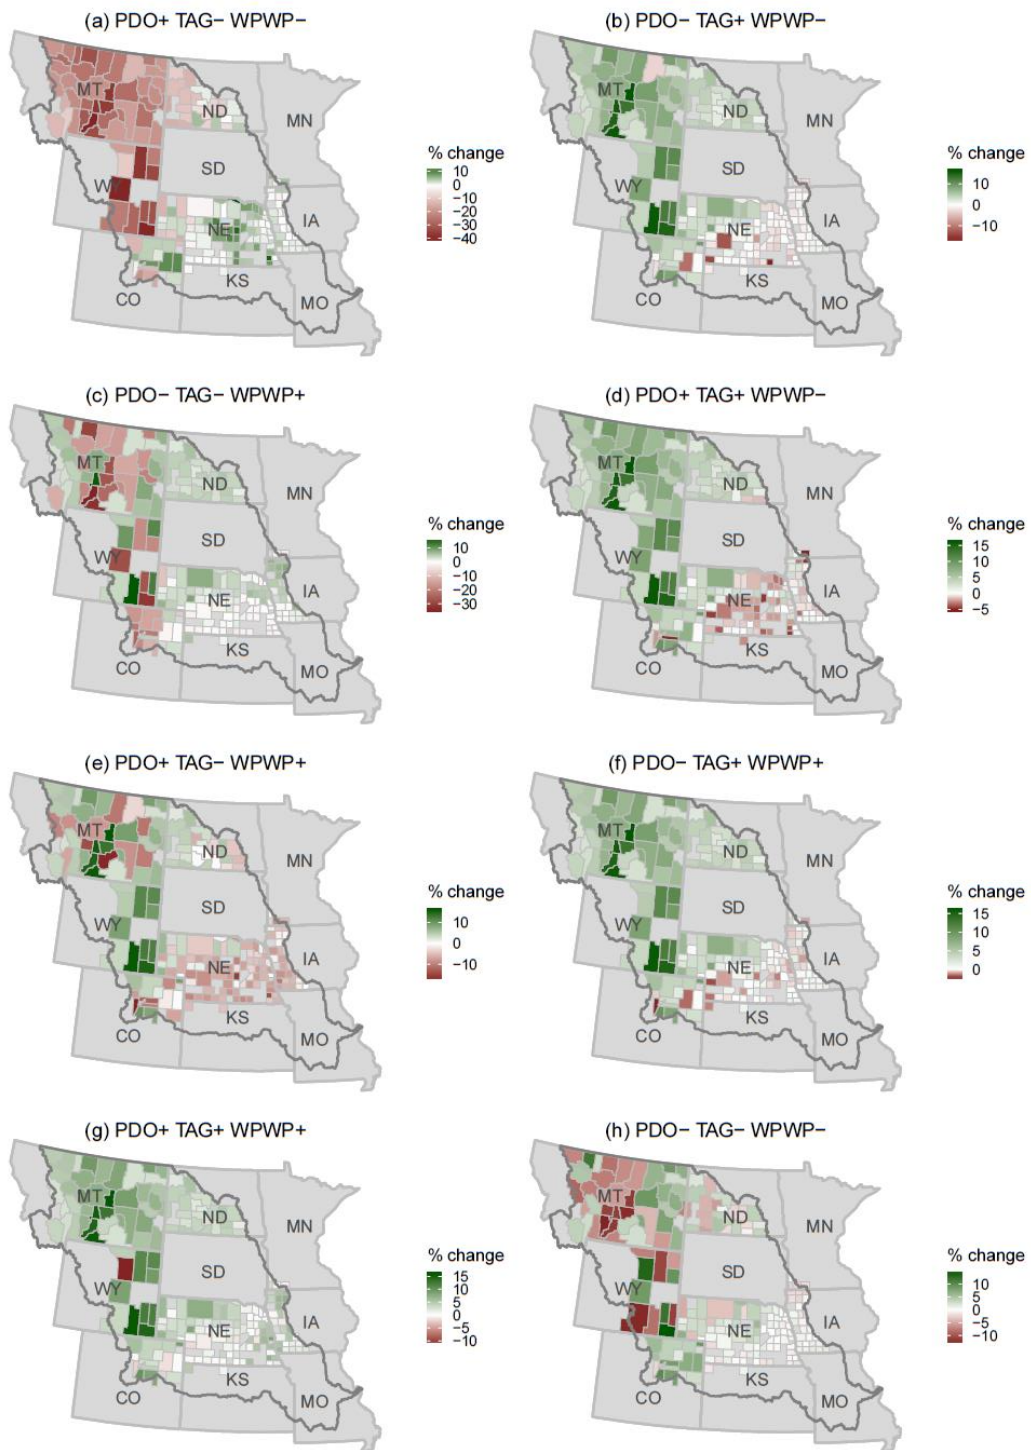 (a) PDO+ TAG− WPWP−
MT
ND
MN
WY
SD
NE
IA
CO
KS
MO
% change
10
0
−10
−20
−30
−40
(b) PDO− TAG+ WPWP−
MT
ND
MN
WY
SD
NE
IA
CO
KS
MO
% change
10
0
−10
(c) PDO− TAG− WPWP+
MT
ND
MN
WY
SD
NE
IA
CO
KS
MO
% change
10
0
−10
−20
−30
(d) PDO+ TAG+ WPWP−
MT
ND
MN
WY
SD
NE
IA
CO
KS
MO
% change
15
10
5
0
−5
(e) PDO+ TAG− WPWP+
MT
ND
MN
WY
SD
NE
IA
CO
KS
MO
% change
10
0
−10
(f) PDO− TAG+ WPWP+
MT
ND
MN
WY
SD
NE
IA
CO
KS
MO
% change
15
10
5
0
(g) PDO+ TAG+ WPWP+
MT
ND
MN
WY
SD
NE
IA
CO
KS
MO
% change
15
10
5
0
−5
−10
(h) PDO− TAG− WPWP−
MT
ND
MN
WY
SD
NE
IA
CO
KS
MO
% change
10
5
0
−5
−10